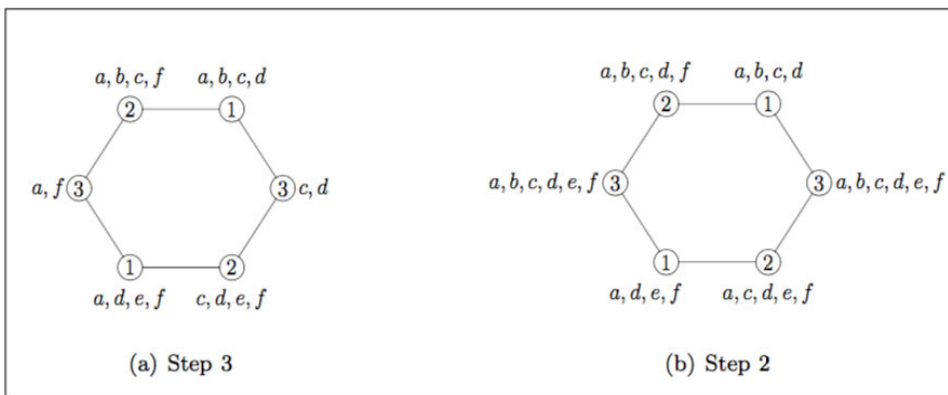 a, b, c, f a, b, c, d
2 1
a, f 3 3 c, d
1 2
a, d, e, f c, d, e, f
(a) Step 3
a, b, c, d, f a, b, c, d
2 1
a, b, c, d, e, f 3 3 a, b, c, d, e, f
1 2
a, d, e, f a, c, d, e, f
(b) Step 2